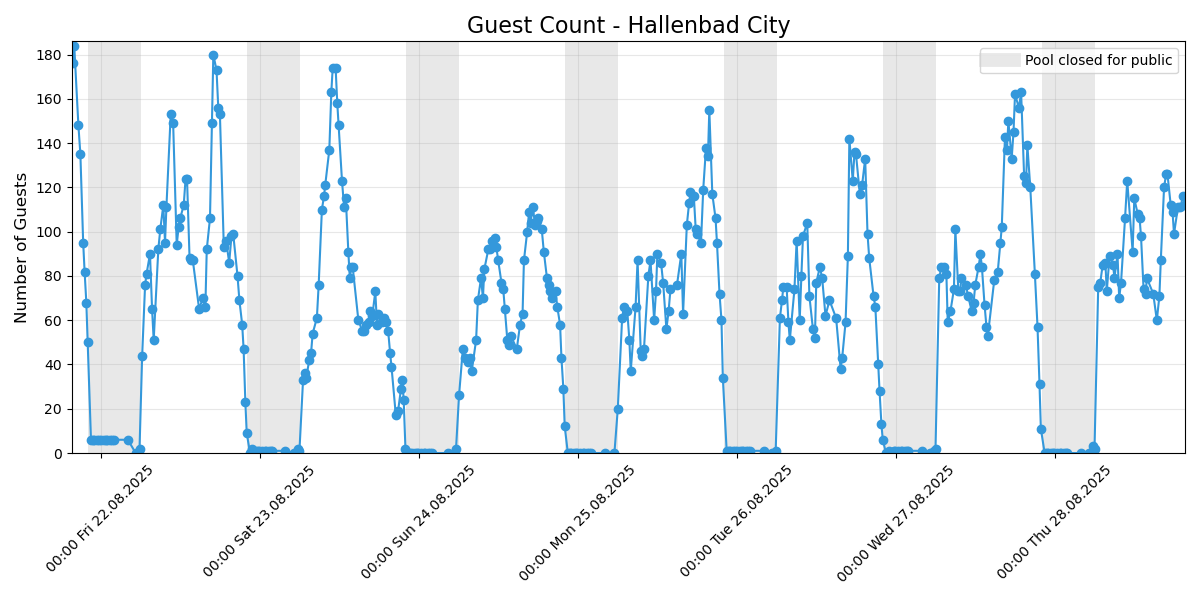 Guest Count - Hallenbad City
Pool closed for public
Number of Guests
180
160
140
120
100
80
60
40
20
0
00:00 Fri 22.08.2025
00:00 Sat 23.08.2025
00:00 Sun 24.08.2025
00:00 Mon 25.08.2025
00:00 Tue 26.08.2025
00:00 Wed 27.08.2025
00:00 Thu 28.08.2025